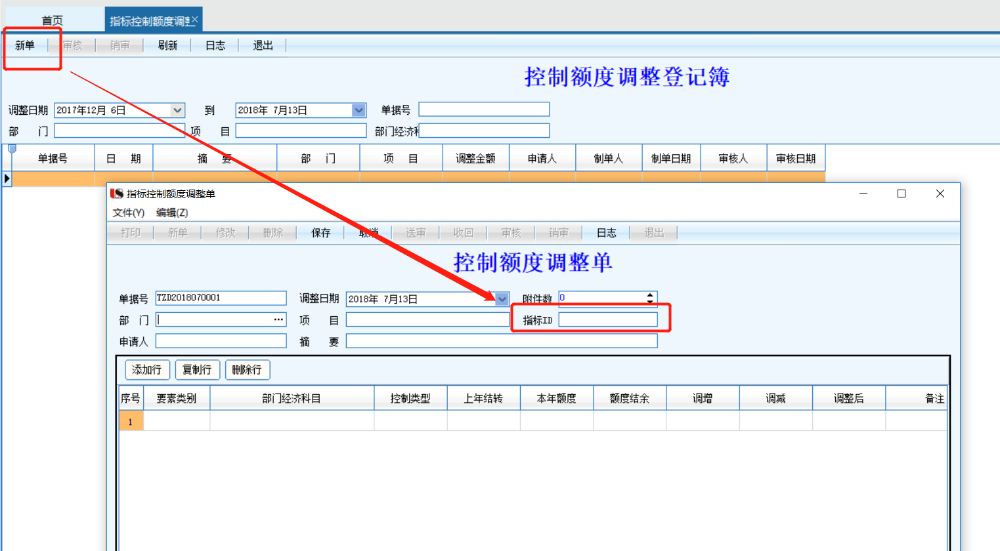 首页 指标控制额度调整
新单 审核 销审 刷新 日志 退出
控制额度调整登记簿
调整日期 2017年12月 6日 到 2018年 7月13日 单据号
部 门 项 目 部门经济科
单据号 日 期 摘 要 部 门 项 目 调整金额 申请人 制单人 制单日期 审核人 审核日期
指标控制额度调整单
文件(Y) 编辑(Z)
打印 新单 修改 删除 保存 取消 送审 收回 审核 销审 日志 退出
控制额度调整单
单据号 TZD2018070001 调整日期 2018年 7月13日 附件数 0
部 门 ... 项 目 指标ID
申请人 摘 要
添加行 复制行 删除行
序号 要素类别 部门经济科目 控制类型 上年结转 本年额度 额度结余 调增 调减 调整后 备注
1